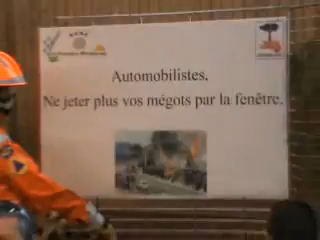 Automobilistes.
Ne jeter plus vos mégots par la fenêtre.